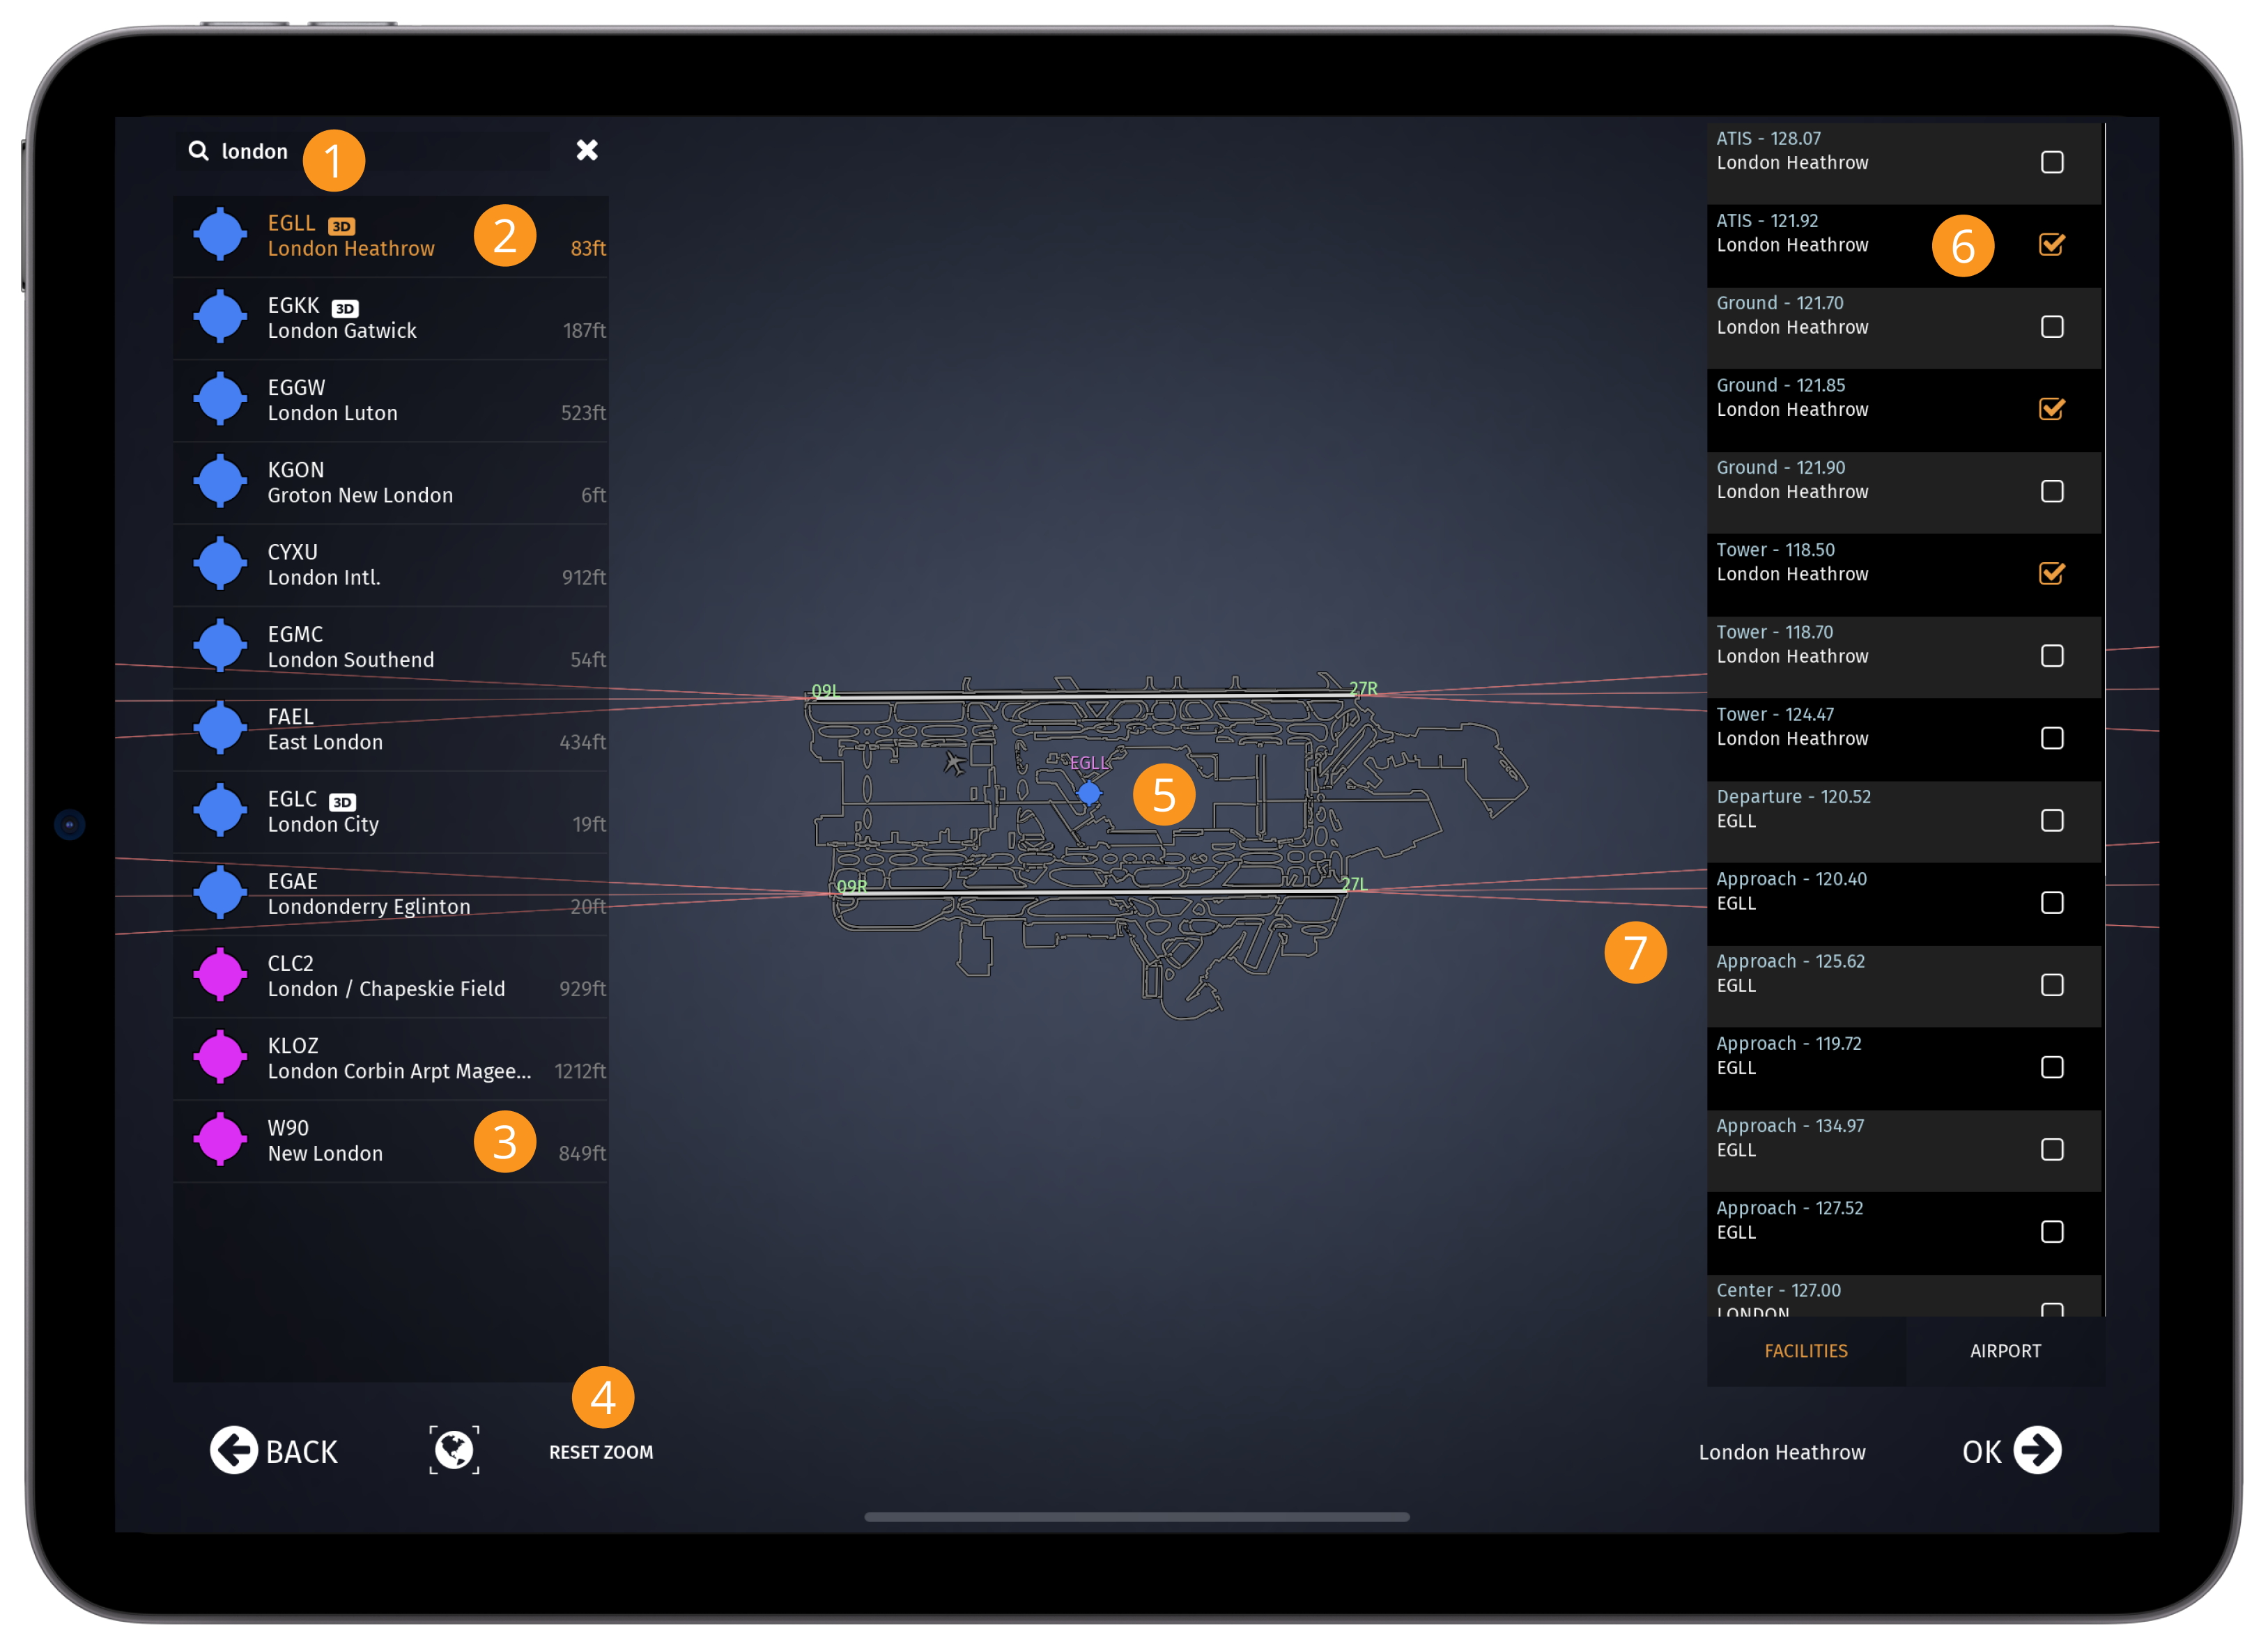 london
1
EGLL 3D
London Heathrow 83ft
2
EGKK 3D
London Gatwick 187ft
EGGW
London Luton 523ft
KGON
Groton New London 6ft
CYXU
London Intl. 912ft
EGMC
London Southend 54ft
FAEL
East London 434ft
EGLC 3D
London City 19ft
EGAE
Londonderry Eglinton 20ft
CLC2
London / Chapeskie Field 929ft
KLOZ
London Corbin Arpt Magee... 1212ft
W90
New London 849ft
3
4
BACK
RESET ZOOM
09L
27R
EGLL
5
09R
27L
7
ATIS - 128.07
London Heathrow
ATIS - 121.92
London Heathrow
6
Ground - 121.70
London Heathrow
Ground - 121.85
London Heathrow
Ground - 121.90
London Heathrow
Tower - 118.50
London Heathrow
Tower - 118.70
London Heathrow
Tower - 124.47
London Heathrow
Departure - 120.52
EGLL
Approach - 120.40
EGLL
Approach - 125.62
EGLL
Approach - 119.72
EGLL
Approach - 134.97
EGLL
Approach - 127.52
EGLL
Center - 127.00
LONDON
FACILITIES
AIRPORT
London Heathrow
OK